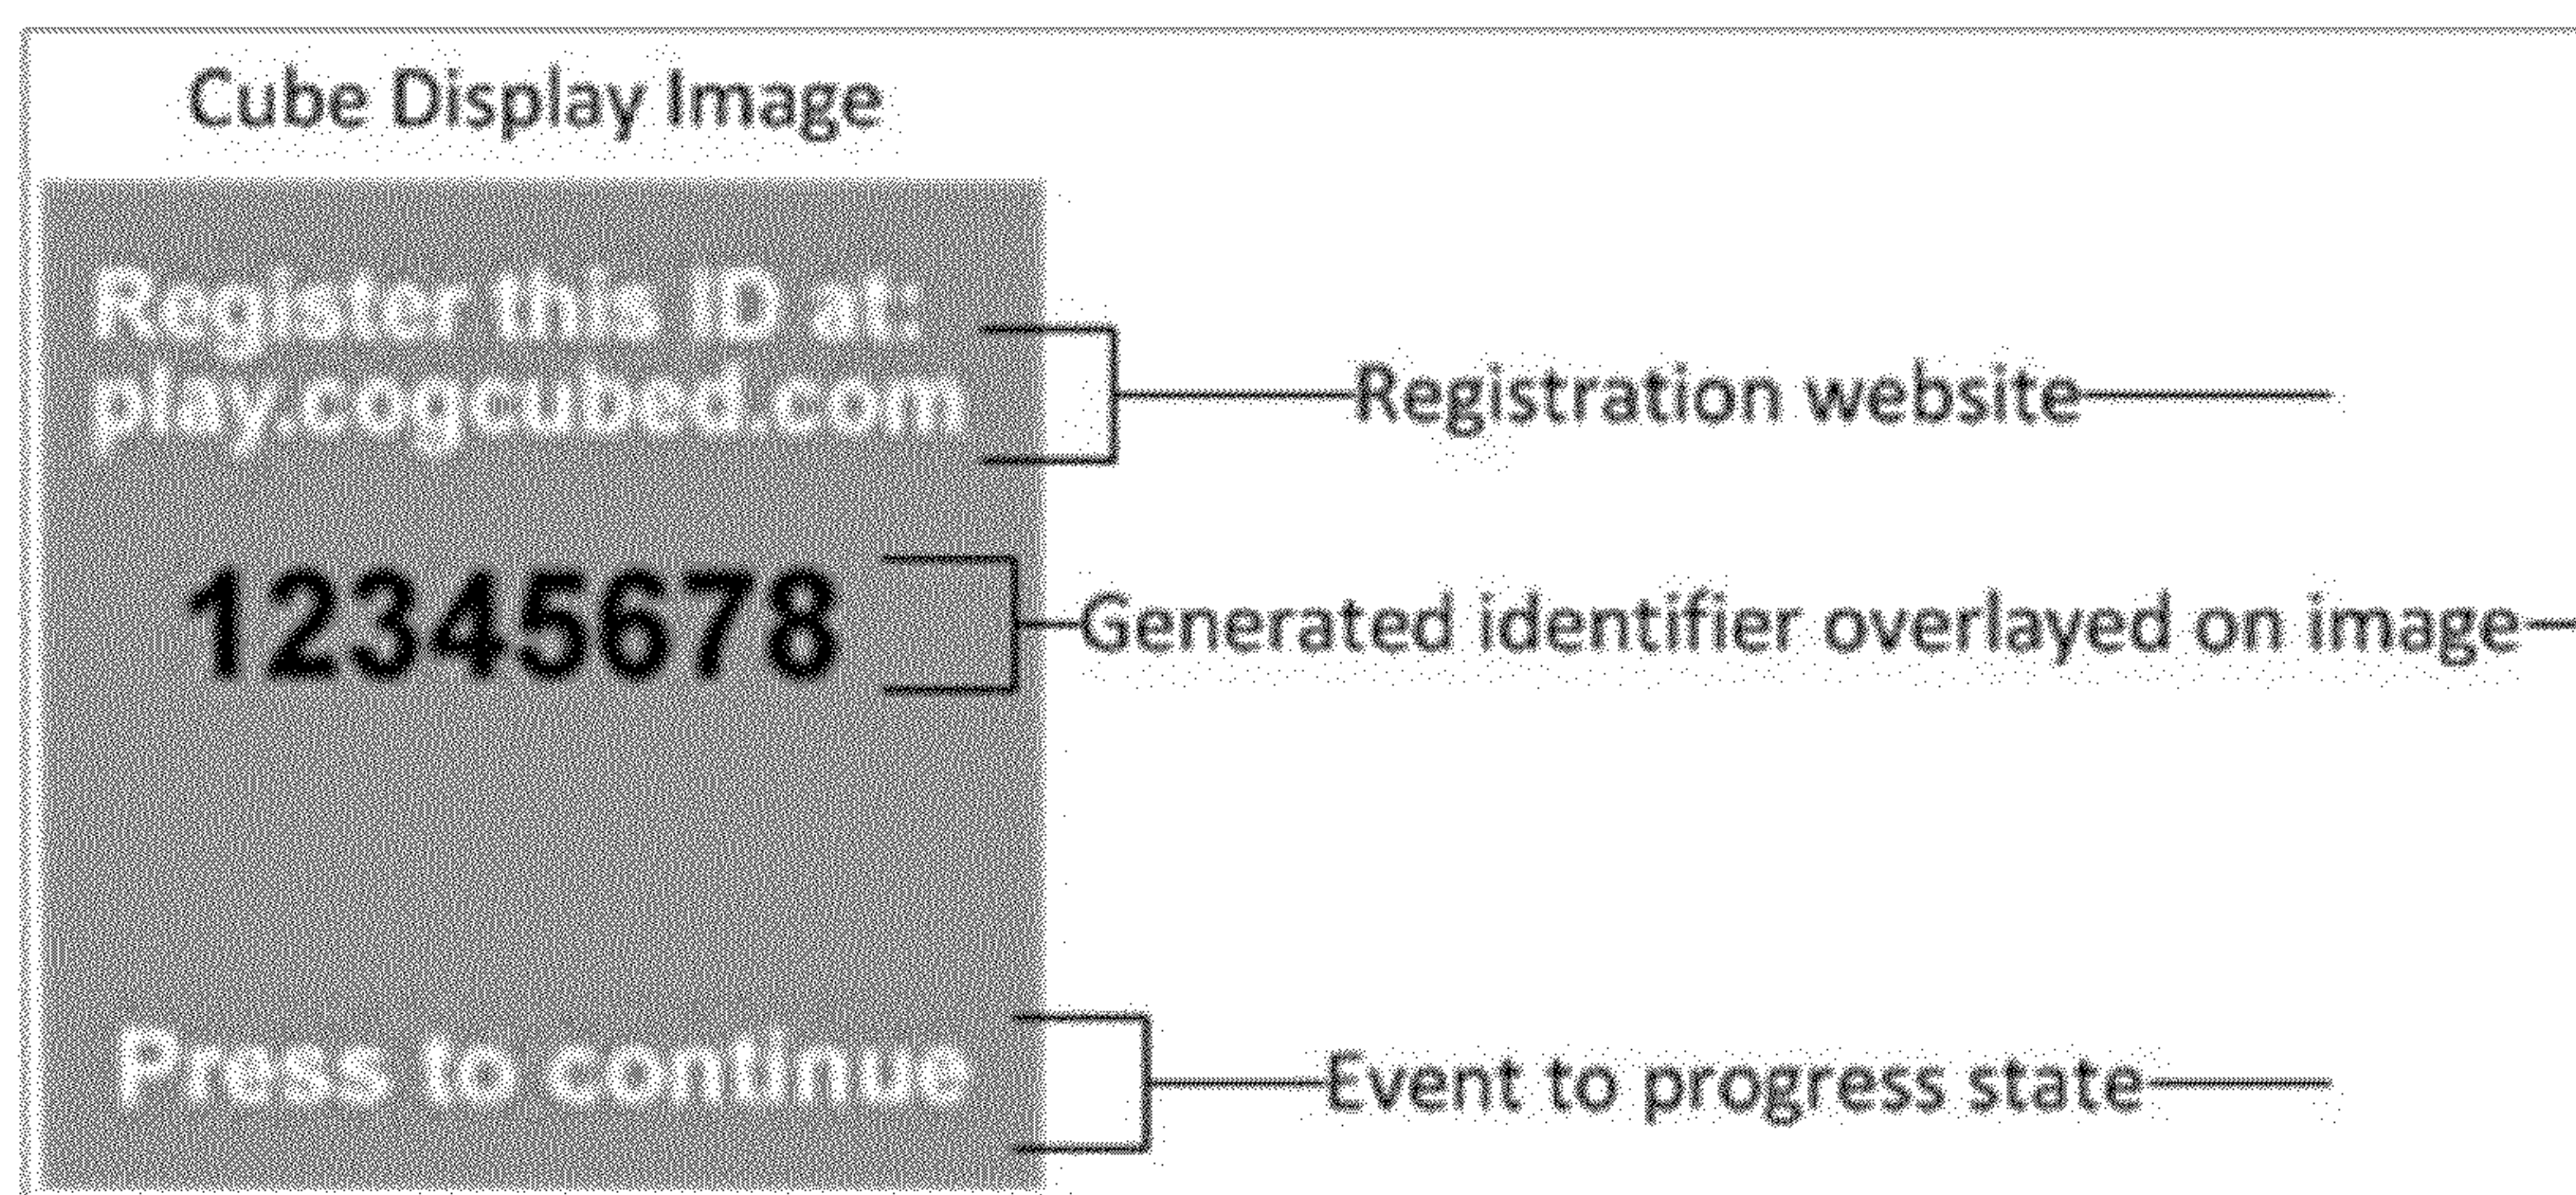 Cube Display Image
Register this ID at:
play.cogcubed.com
Registration website
12345678
Generated identifier overlayed on image
Press to continue
Event to progress state